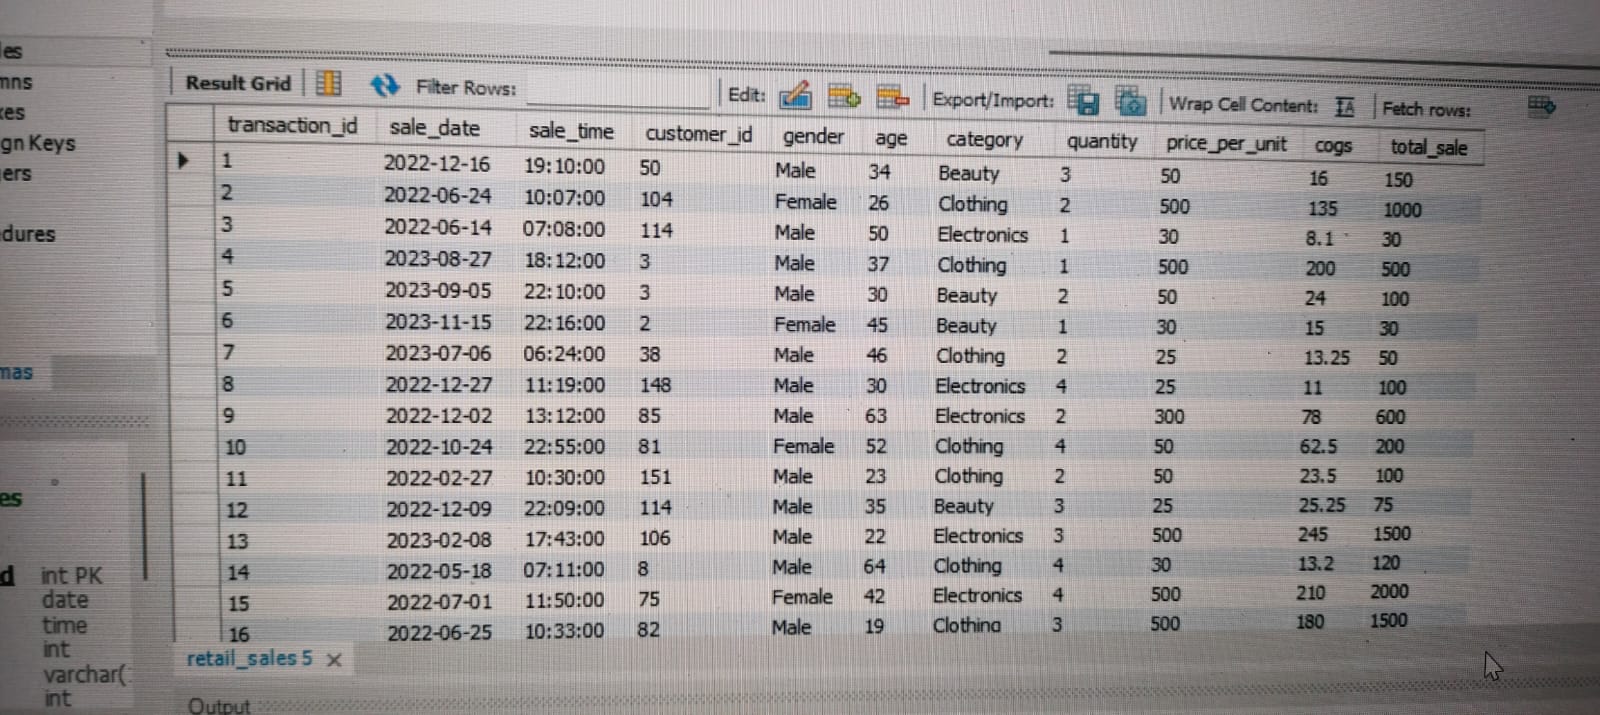 es
mns
xes
gn Keys
ers
dures
mas
es
d int PK
date
time
int
varchar(
int
Result Grid Filter Rows: Edit: Export/Import: Wrap Cell Content: IA Fetch rows:
transaction_id sale_date sale_time customer_id gender age category quantity price_per_unit cogs total_sale
1 2022-12-16 19:10:00 50 Male 34 Beauty 3 50 16 150
2 2022-06-24 10:07:00 104 Female 26 Clothing 2 500 135 1000
3 2022-06-14 07:08:00 114 Male 50 Electronics 1 30 8.1 30
4 2023-08-27 18:12:00 3 Male 37 Clothing 1 500 200 500
5 2023-09-05 22:10:00 3 Male 30 Beauty 2 50 24 100
6 2023-11-15 22:16:00 2 Female 45 Beauty 1 30 15 30
7 2023-07-06 06:24:00 38 Male 46 Clothing 2 25 13.25 50
8 2022-12-27 11:19:00 148 Male 30 Electronics 4 25 11 100
9 2022-12-02 13:12:00 85 Male 63 Electronics 2 300 78 600
10 2022-10-24 22:55:00 81 Female 52 Clothing 4 50 62.5 200
11 2022-02-27 10:30:00 151 Male 23 Clothing 2 50 23.5 100
12 2022-12-09 22:09:00 114 Male 35 Beauty 3 25 25.25 75
13 2023-02-08 17:43:00 106 Male 22 Electronics 3 500 245 1500
14 2022-05-18 07:11:00 8 Male 64 Clothing 4 30 13.2 120
15 2022-07-01 11:50:00 75 Female 42 Electronics 4 500 210 2000
16 2022-06-25 10:33:00 82 Male 19 Clothing 3 500 180 1500
retail_sales 5
Output